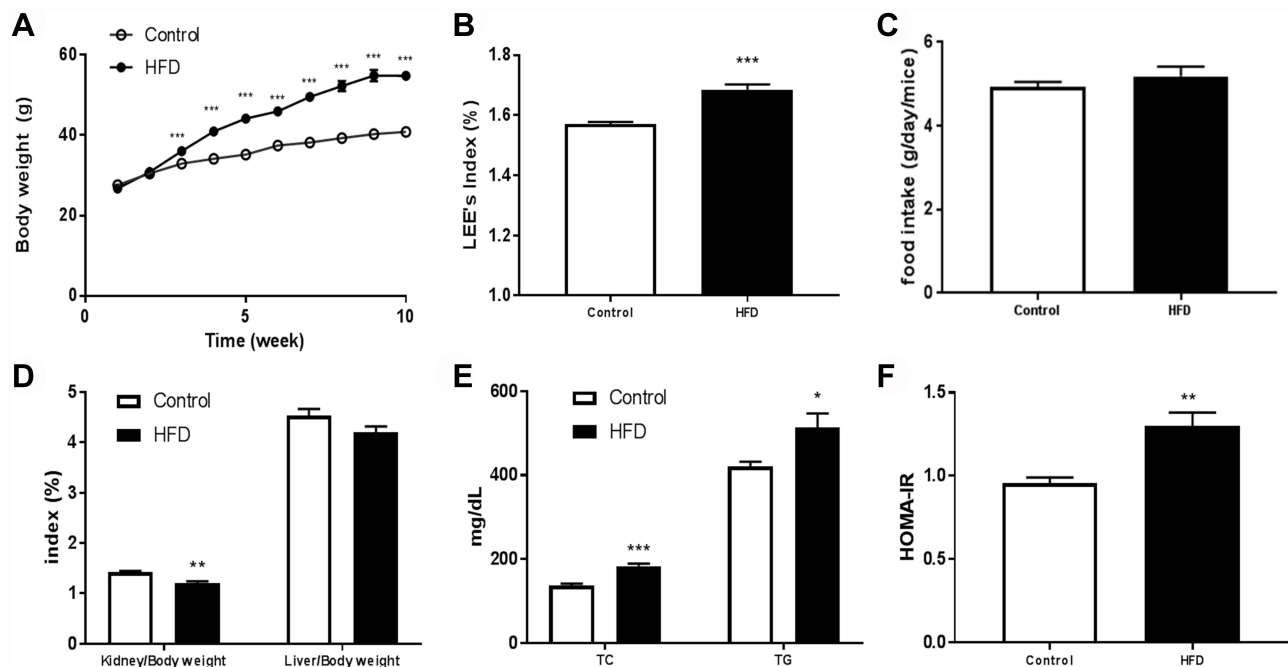 A
Control
HFD
Body weight (g)
60
40
20
0
*** *** *** *** *** *** *** ***
0 5 10
Time (week)
B
LEE's Index (%)
1.8
1.6
1.4
1.2
1.0
***
Control HFD
C
food intake (g/day/mice)
6
4
2
0
Control HFD
D
Control
HFD
index (%)
5
4
3
2
1
0
**
Kidney/Body weight Liver/Body weight
E
Control
HFD
mg/dL
600
400
200
0
*** *
TC TG
F
HOMA-IR
1.5
1.0
0.5
0.0
**
Control HFD